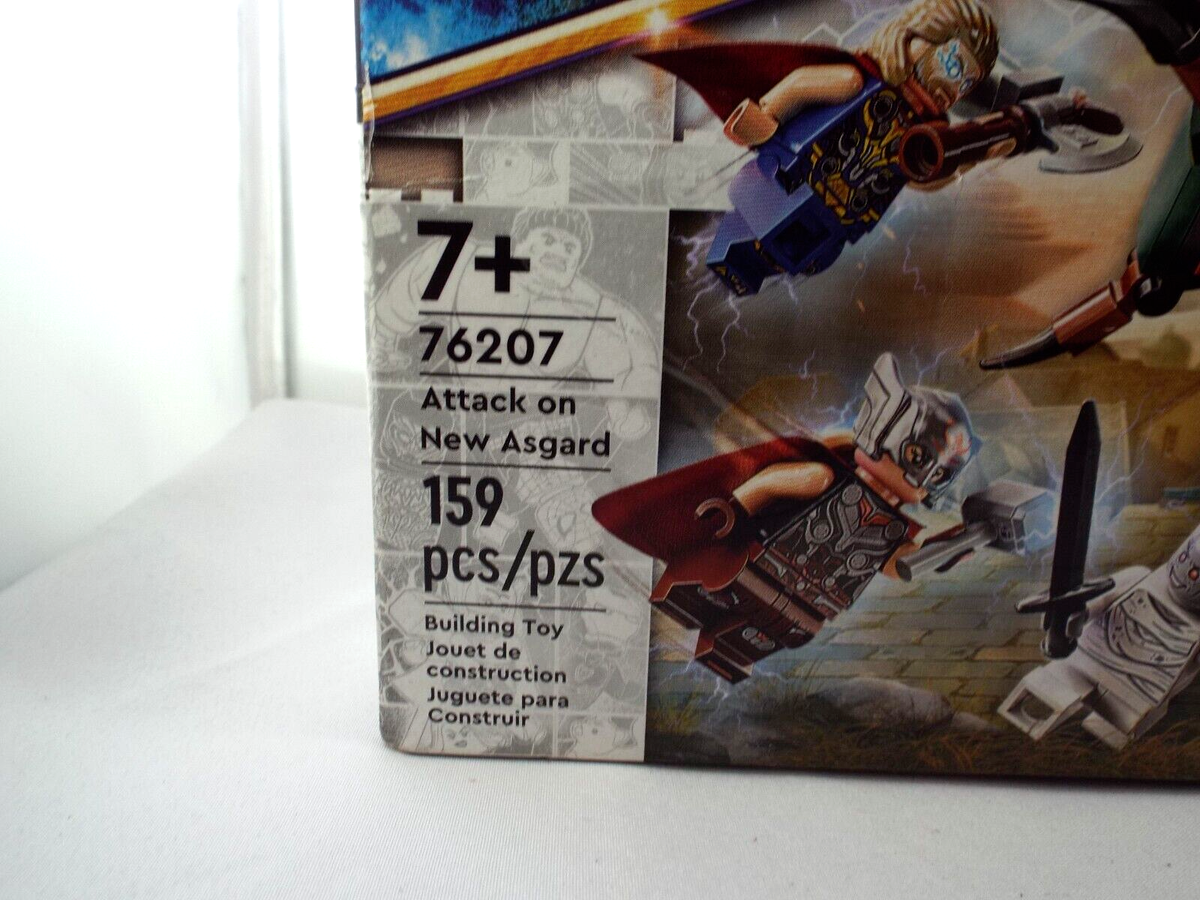 7+
76207
Attack on
New Asgard
159
pcs/pzs
Building Toy
Jouet de
construction
Juguete para
Construir